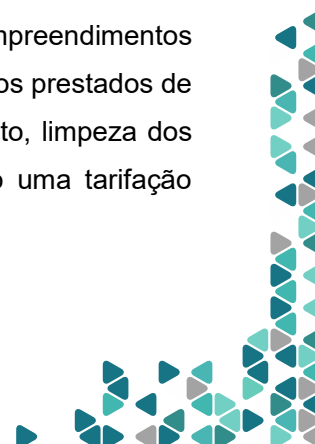 mpreendimentos
os prestados de
to, limpeza dos
o uma tarifação